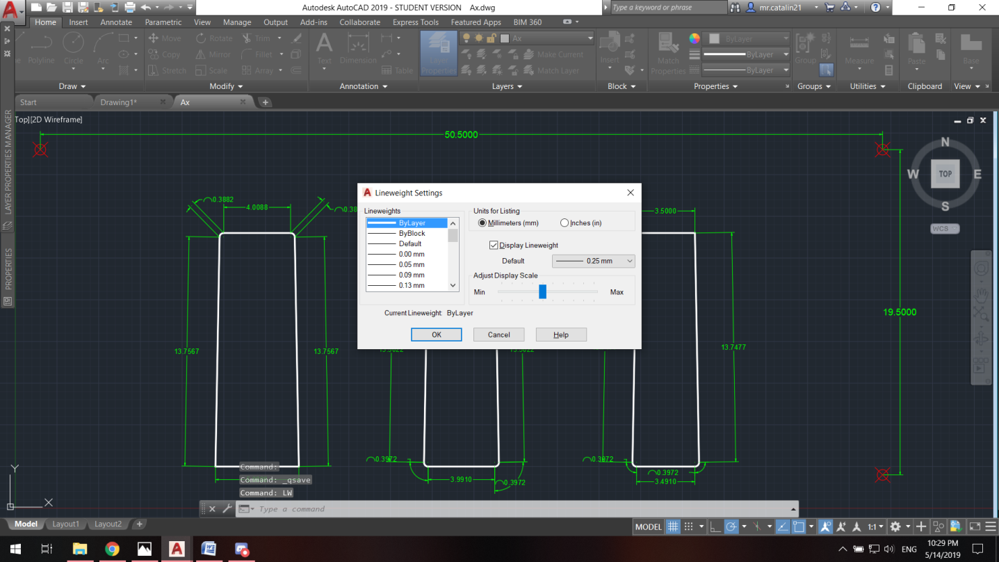 Autodesk AutoCAD 2019 - STUDENT VERSION Ax.dwg
Type a keyword or phrase
mr.catalin21
Home Insert Annotate Parametric View Manage Output Add-ins Collaborate Express Tools Featured Apps BIM 360
Polyline
Circle
Arc
Move
Copy
Stretch
Rotate
Mirror
Scale
Trim
Fillet
Array
Text
Dimension
Table
Layer
Properties
Ax
Make Current
Match Layer
Insert
Match
Properties
ByLayer
ByLayer
ByLayer
Group
Measure
Paste
Base
Draw Modify Annotation Layers Block Properties Groups Utilities Clipboard View
Start Drawing1* Ax
Top][2D Wireframe]
LAYER PROPERTIES MANAGER
PROPERTIES
50.5000
N
W
TOP
E
S
WCS
0.3882
4.0088
3.5000
13.7567
13.7567
13.7477
19.5000
0.3972
3.9910
0.3972
0.3972
0.3972
3.4910
Lineweight Settings
Lineweights
ByLayer
ByBlock
Default
0.00 mm
0.05 mm
0.09 mm
0.13 mm
Units for Listing
Millimeters (mm)
Inches (in)
Display Lineweight
Default
0.25 mm
Adjust Display Scale
Min
Max
Current Lineweight: ByLayer
OK
Cancel
Help
Y
X
Command:
Command: _qsave
Command: LW
Type a command
Model Layout1 Layout2
MODEL
1:1
ENG
10:29 PM
5/14/2019